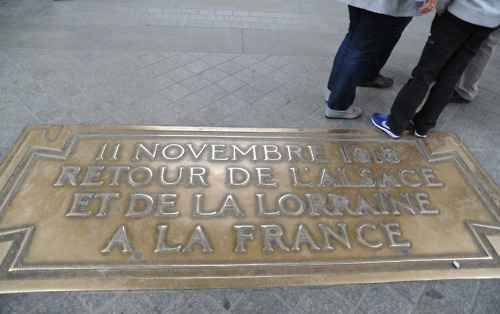 11 NOVEMBRE 1918
RETOUR DE L'ALSACE
ET DE LA LORRAINE
A LA FRANCE